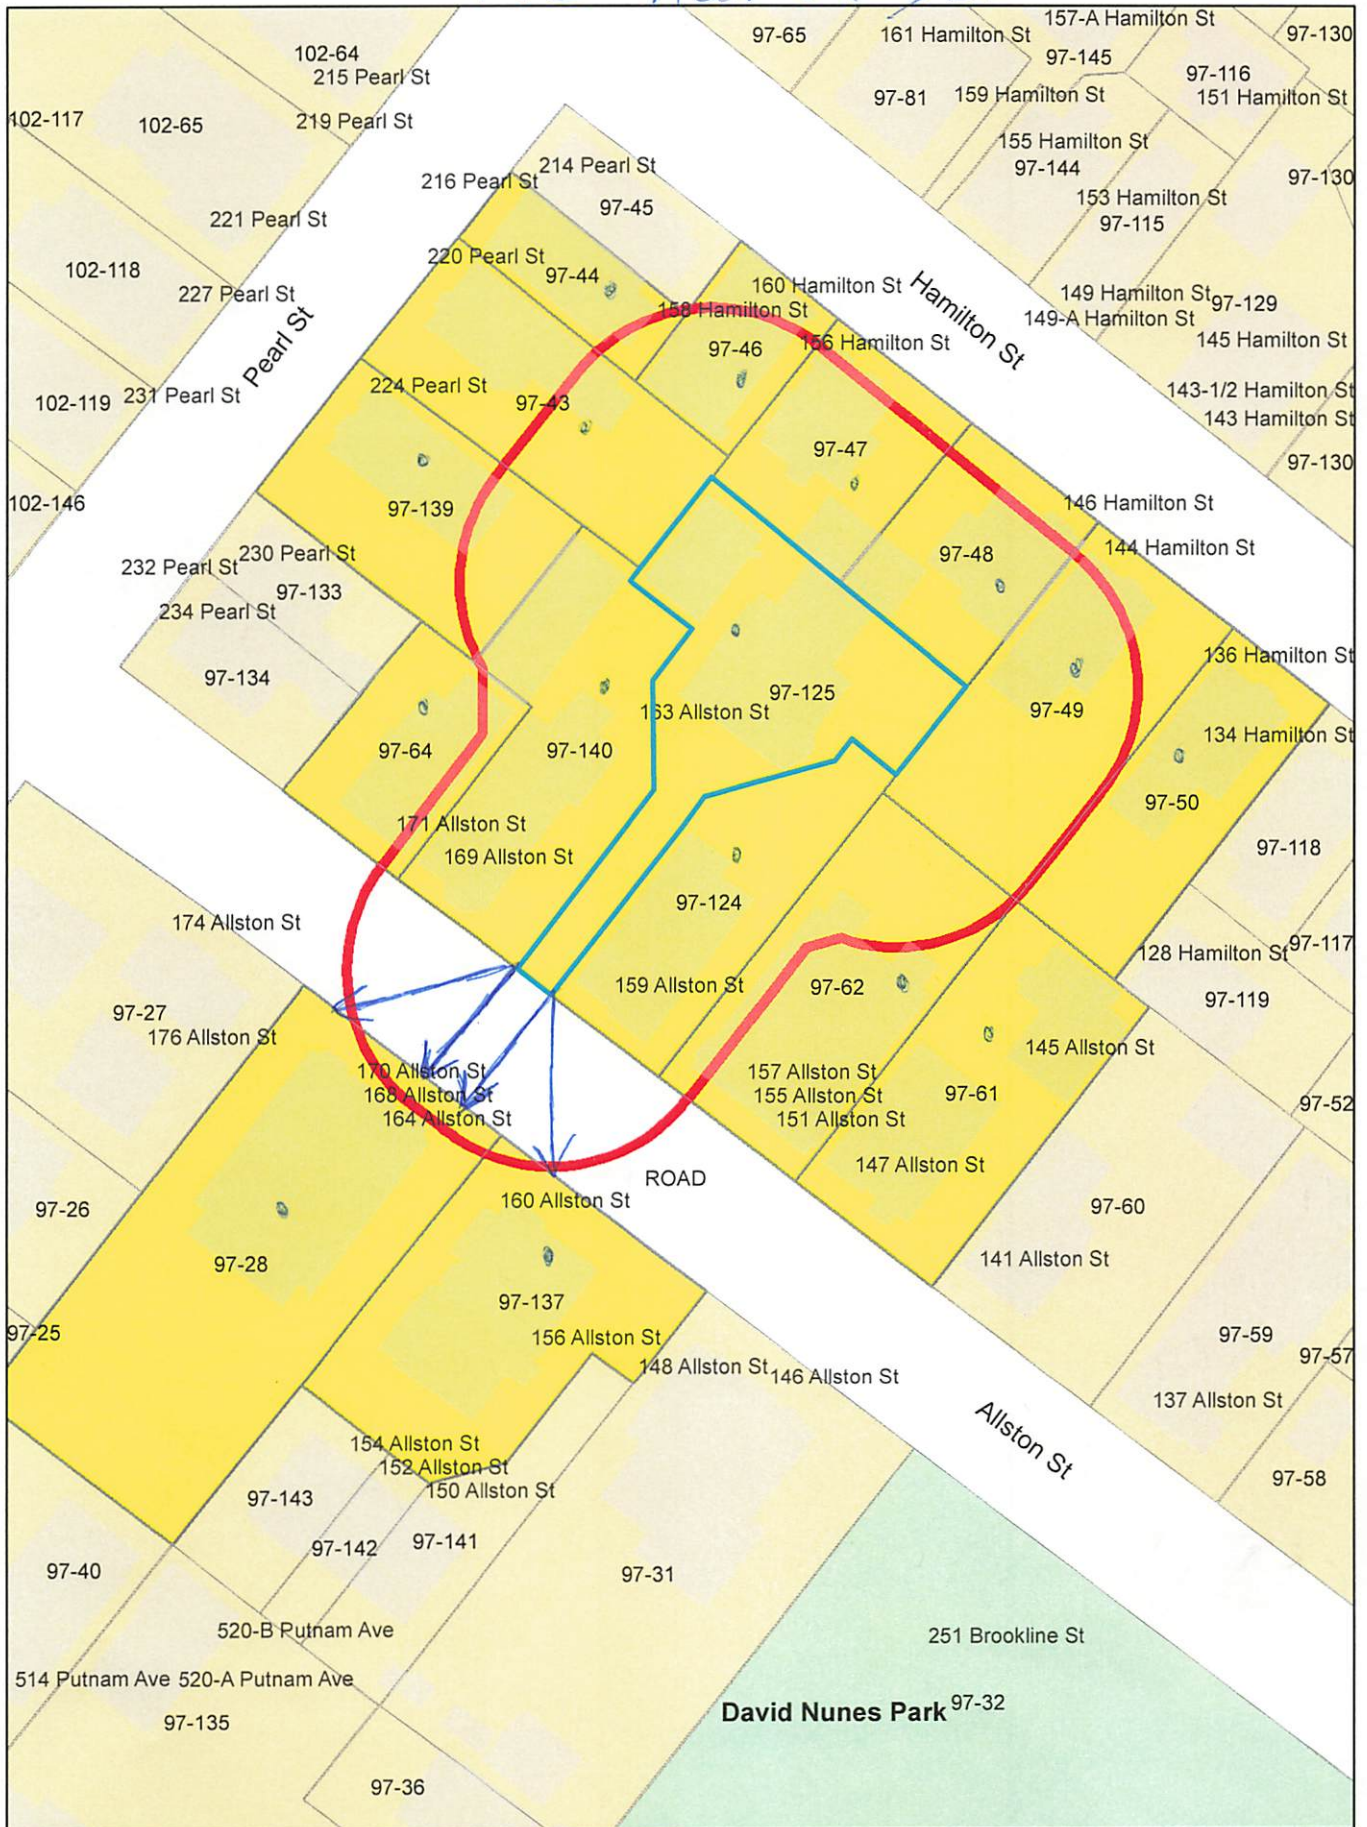 102-64
215 Pearl St
219 Pearl St
102-117
102-65
221 Pearl St
102-118
227 Pearl St
102-119
231 Pearl St
102-146
Pearl St
97-65
161 Hamilton St
157-A Hamilton St
97-145
97-130
97-116
97-81
159 Hamilton St
151 Hamilton St
155 Hamilton St
97-144
97-130
153 Hamilton St
97-115
149 Hamilton St
97-129
149-A Hamilton St
145 Hamilton St
143-1/2 Hamilton St
143 Hamilton St
97-130
Hamilton St
214 Pearl St
216 Pearl St
97-45
220 Pearl St
97-44
160 Hamilton St
158 Hamilton St
97-46
156 Hamilton St
224 Pearl St
97-43
97-47
97-139
146 Hamilton St
97-48
144 Hamilton St
230 Pearl St
232 Pearl St
97-133
234 Pearl St
97-134
136 Hamilton St
97-125
163 Allston St
97-49
134 Hamilton St
97-64
97-140
97-50
171 Allston St
169 Allston St
97-118
97-124
174 Allston St
128 Hamilton St
97-117
159 Allston St
97-62
97-119
97-27
176 Allston St
145 Allston St
170 Allston St
157 Allston St
168 Allston St
155 Allston St
97-61
97-52
164 Allston St
151 Allston St
147 Allston St
ROAD
160 Allston St
97-26
97-60
97-28
141 Allston St
97-137
97-25
156 Allston St
97-59
97-57
148 Allston St
146 Allston St
137 Allston St
Allston St
154 Allston St
152 Allston St
150 Allston St
97-58
97-143
97-142
97-141
97-40
97-31
520-B Putnam Ave
251 Brookline St
514 Putnam Ave
520-A Putnam Ave
David Nunes Park
97-32
97-135
97-36